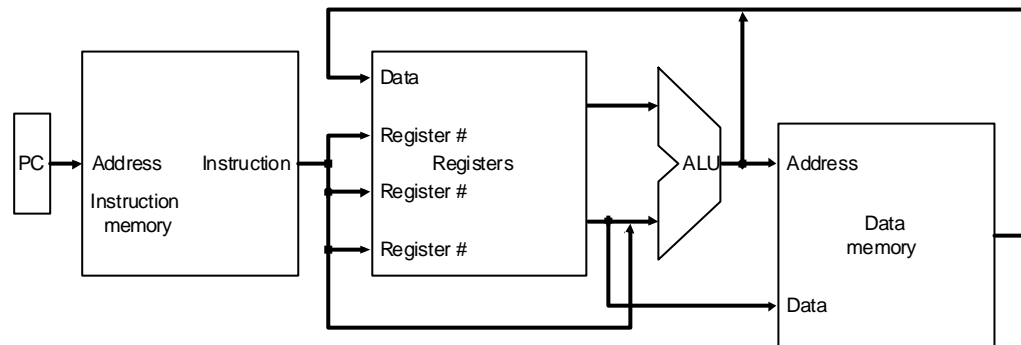 PC
Address
Instruction
Instruction
memory
Data
Register #
Registers
Register #
Register #
ALU
Address
Data
memory
Data